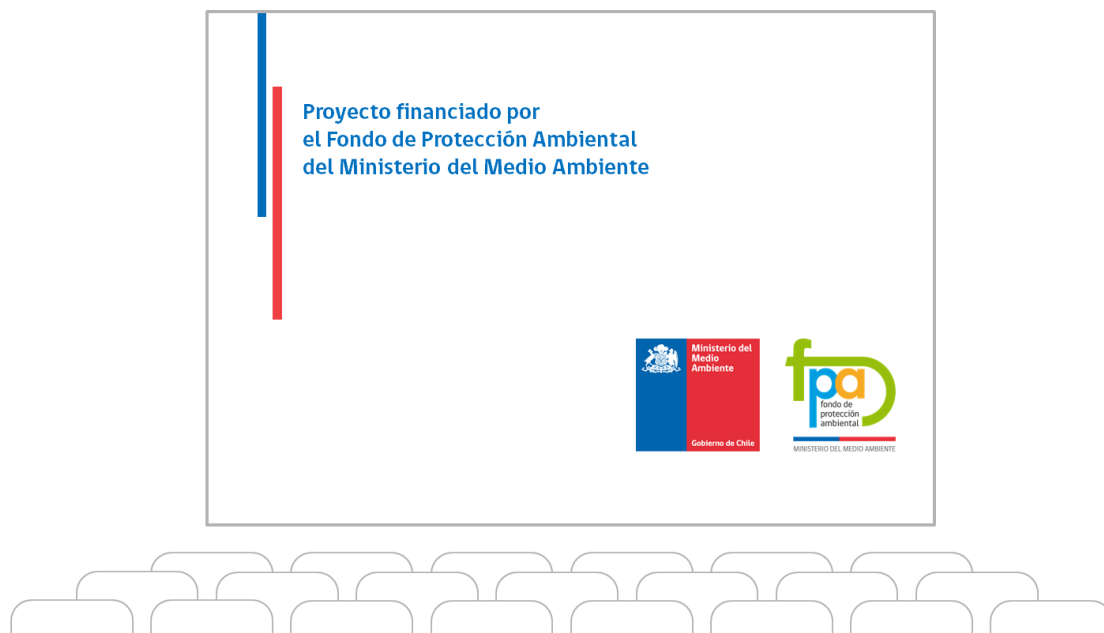 Proyecto financiado por
el Fondo de Protección Ambiental
del Ministerio del Medio Ambiente
Ministerio del
Medio
Ambiente
Gobierno de Chile
fpa
fondo de
protección
ambiental
MINISTERIO DEL MEDIO AMBIENTE